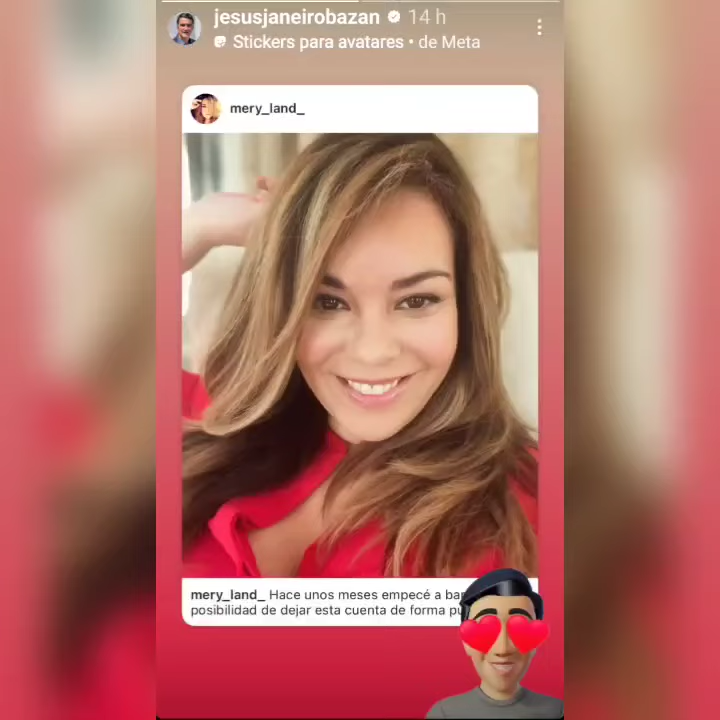 jesusjaneirobazan 14 h
Stickers para avatares • de Meta
mery_land_
mery_land_ Hace unos meses empecé a
posibilidad de dejar esta cuenta de forma